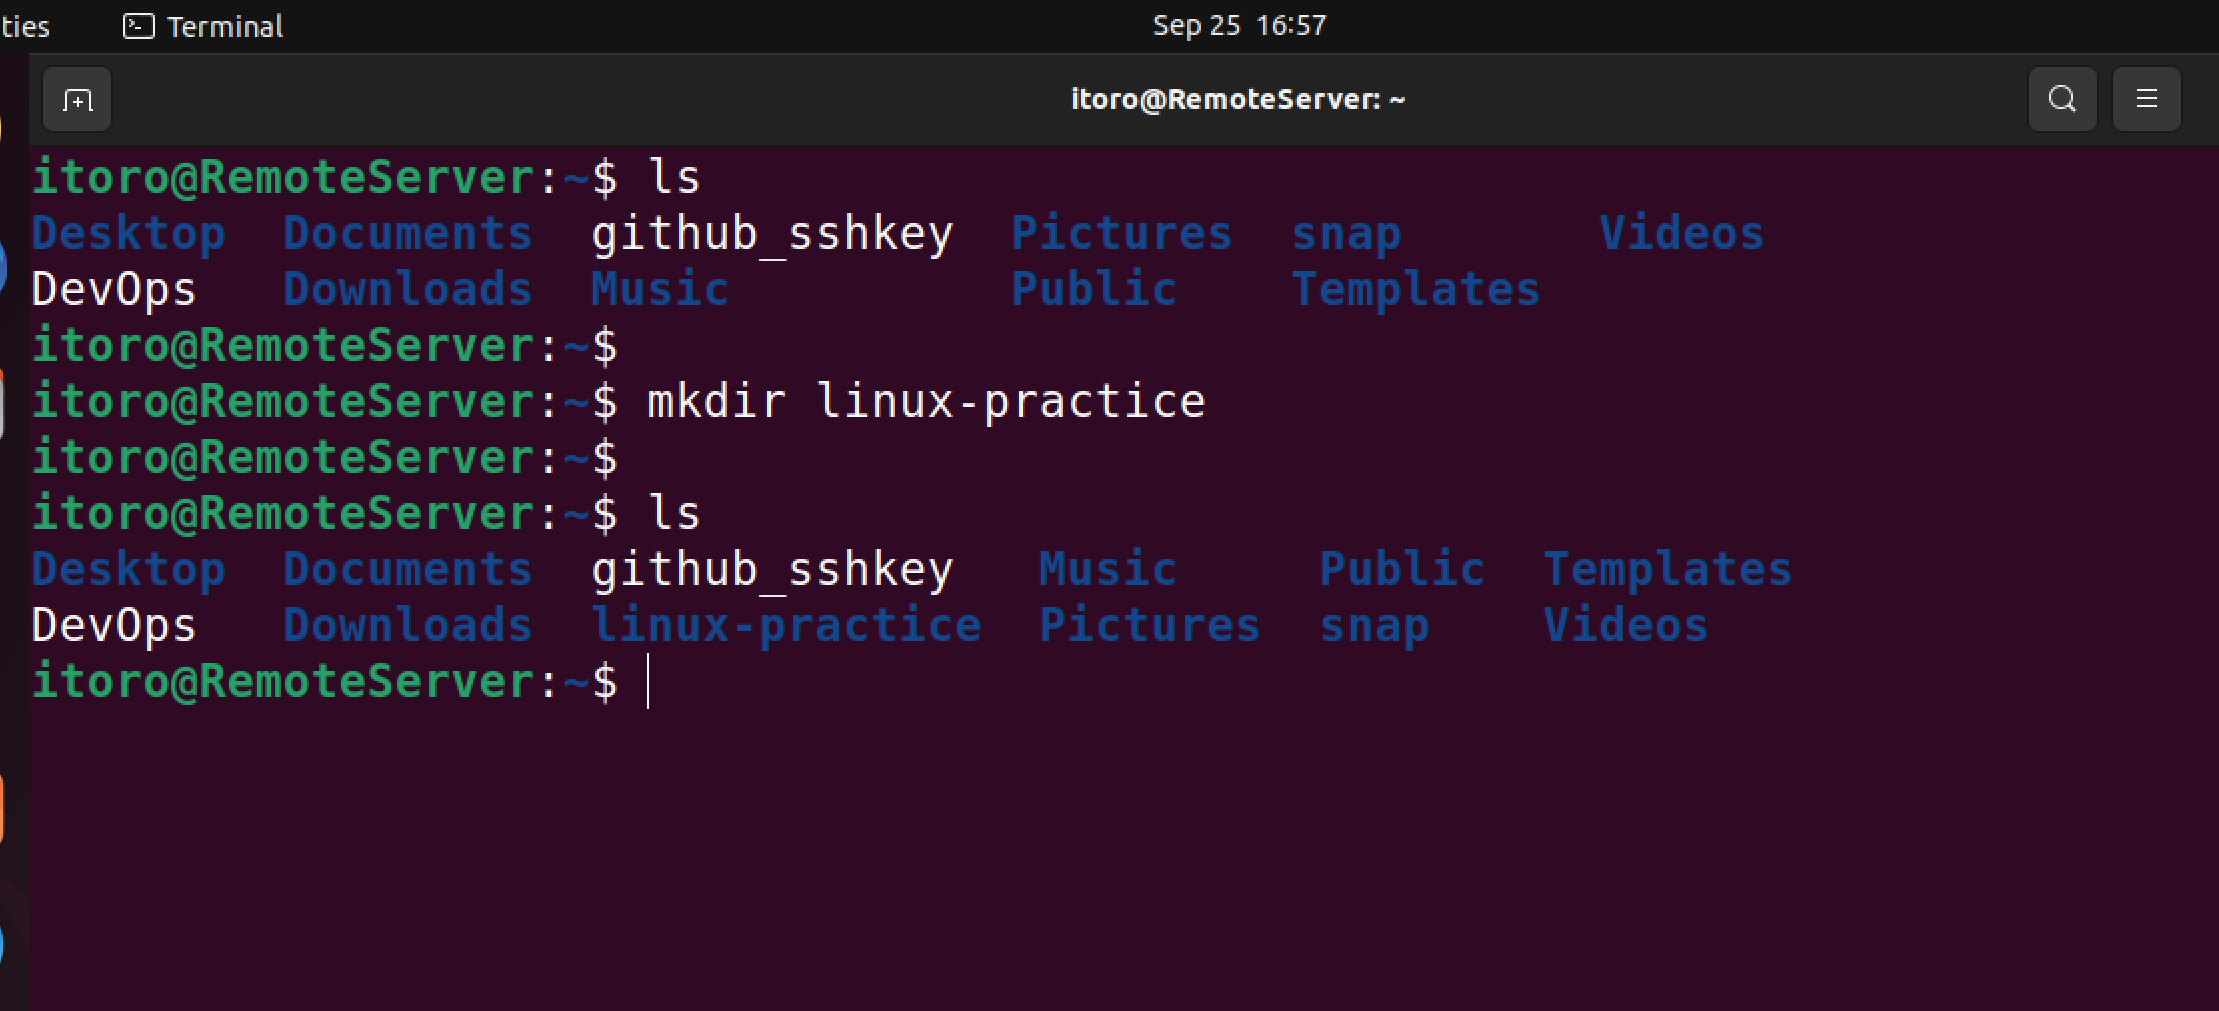 ties Terminal Sep 25 16:57
itoro@RemoteServer: ~
itoro@RemoteServer:~$ ls
Desktop Documents github_sshkey Pictures snap Videos
DevOps Downloads Music Public Templates
itoro@RemoteServer:~$
itoro@RemoteServer:~$ mkdir linux-practice
itoro@RemoteServer:~$
itoro@RemoteServer:~$ ls
Desktop Documents github_sshkey Music Public Templates
DevOps Downloads linux-practice Pictures snap Videos
itoro@RemoteServer:~$